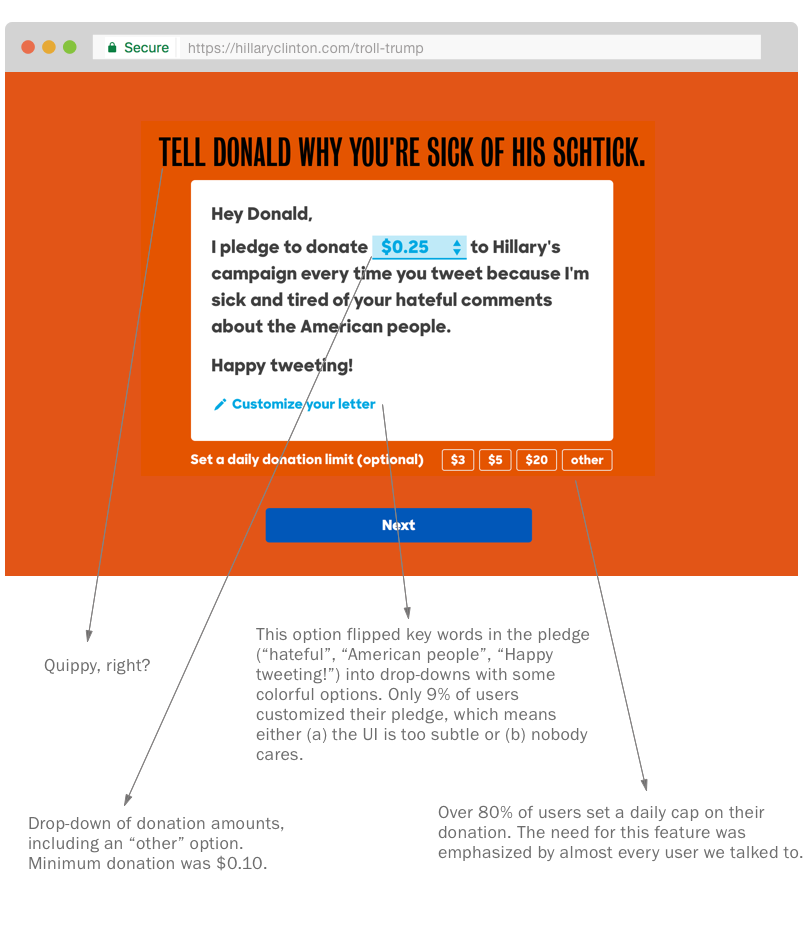 Secure https://hillaryclinton.com/troll-trump
TELL DONALD WHY YOU'RE SICK OF HIS SCHTICK.
Hey Donald,
I pledge to donate $0.25 to Hillary's
campaign every time you tweet because I'm
sick and tired of your hateful comments
about the American people.
Happy tweeting!
Customize your letter
Set a daily donation limit (optional) $3 $5 $20 other
Next
Quippy, right?
This option flipped key words in the pledge
(“hateful”, “American people”, “Happy
tweeting!”) into drop-downs with some
colorful options. Only 9% of users
customized their pledge, which means
either (a) the UI is too subtle or (b) nobody
cares.
Drop-down of donation amounts,
including an “other” option.
Minimum donation was $0.10.
Over 80% of users set a daily cap on their
donation. The need for this feature was
emphasized by almost every user we talked to.